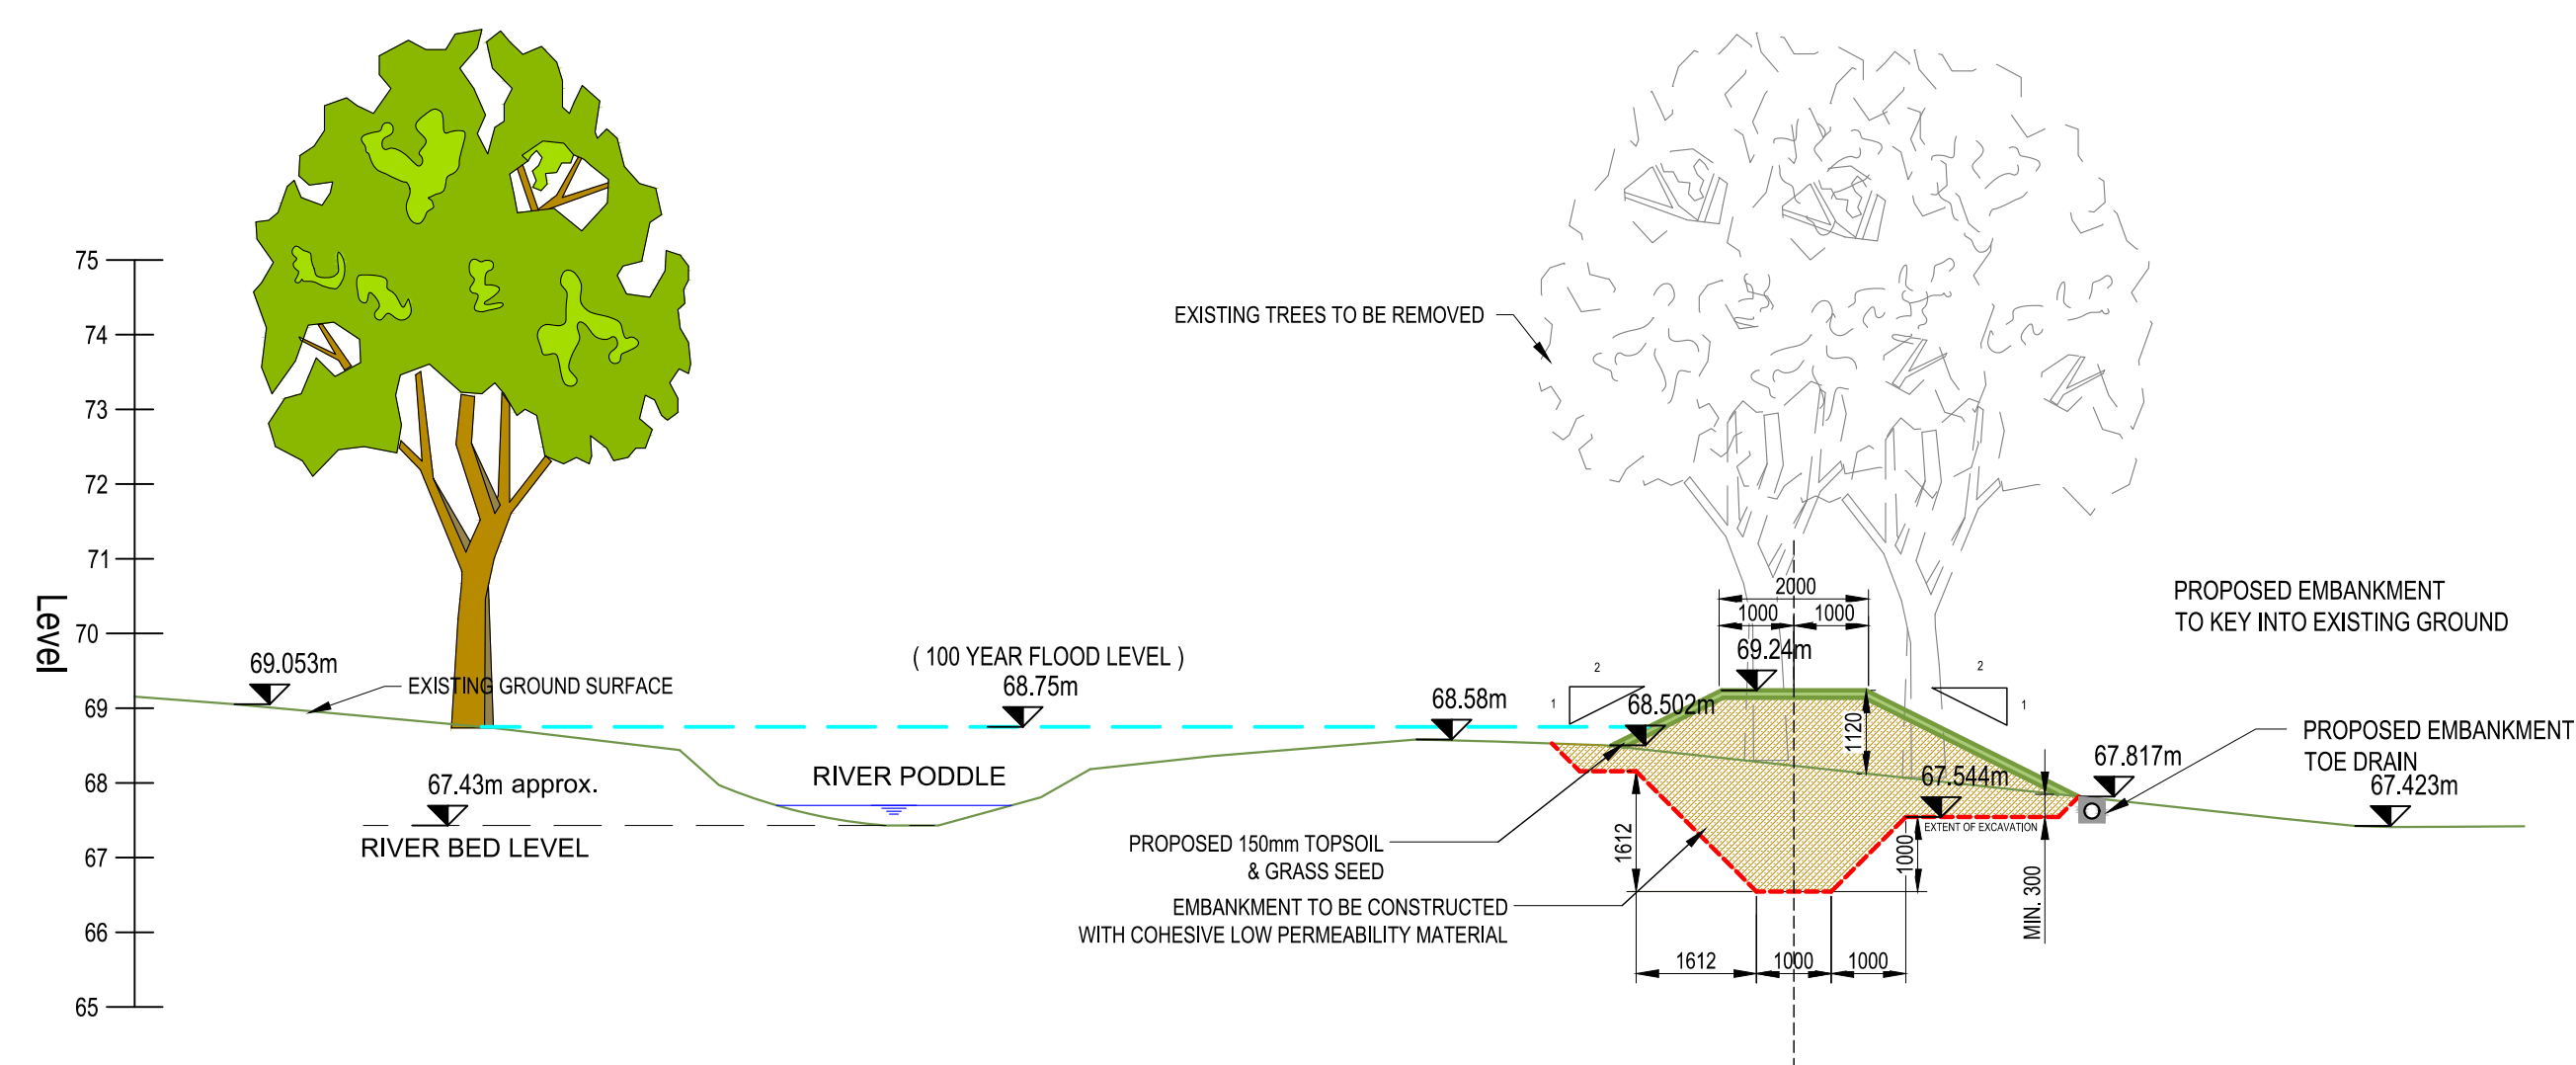 75
74
73
72
71
70
69
68
67
66
65
Level
69.053m
EXISTING GROUND SURFACE
67.43m approx.
RIVER BED LEVEL
RIVER PODDLE
( 100 YEAR FLOOD LEVEL )
68.75m
68.58m
EXISTING TREES TO BE REMOVED
2000
1000
1000
69.24m
2
1
68.502m
2
1
1120
67.544m
EXTENT OF EXCAVATION
PROPOSED EMBANKMENT
TO KEY INTO EXISTING GROUND
PROPOSED EMBANKMENT
TOE DRAIN
67.817m
67.423m
PROPOSED 150mm TOPSOIL
& GRASS SEED
EMBANKMENT TO BE CONSTRUCTED
WITH COHESIVE LOW PERMEABILITY MATERIAL
1612
1000
MIN. 300
1612
1000
1000